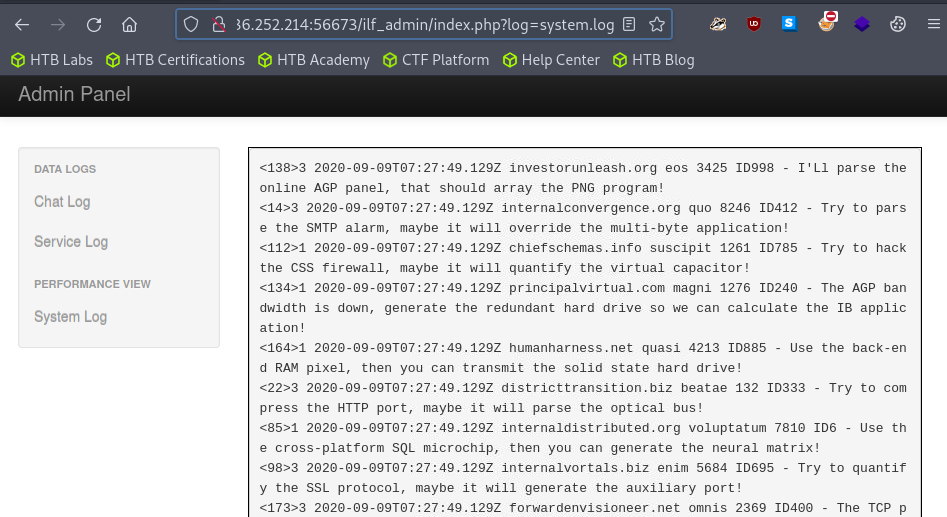 36.252.214:56673/ilf_admin/index.php?log=system.log
HTB Labs HTB Certifications HTB Academy CTF Platform Help Center HTB Blog
Admin Panel
DATA LOGS
Chat Log
Service Log
PERFORMANCE VIEW
System Log
<138>3 2020-09-09T07:27:49.129Z investorunleash.org eos 3425 ID998 - I'Ll parse the
online AGP panel, that should array the PNG program!
<14>3 2020-09-09T07:27:49.129Z internalconvergence.org quo 8246 ID412 - Try to pars
e the SMTP alarm, maybe it will override the multi-byte application!
<112>1 2020-09-09T07:27:49.129Z chiefschemas.info suscipit 1261 ID785 - Try to hack
the CSS firewall, maybe it will quantify the virtual capacitor!
<134>1 2020-09-09T07:27:49.129Z principalvirtual.com magni 1276 ID240 - The AGP ban
dwidth is down, generate the redundant hard drive so we can calculate the IB applic
ation!
<164>1 2020-09-09T07:27:49.129Z humanharness.net quasi 4213 ID885 - Use the back-en
d RAM pixel, then you can transmit the solid state hard drive!
<22>3 2020-09-09T07:27:49.129Z districttransition.biz beatae 132 ID333 - Try to com
press the HTTP port, maybe it will parse the optical bus!
<85>1 2020-09-09T07:27:49.129Z internaldistributed.org voluptatum 7810 ID6 - Use th
e cross-platform SQL microchip, then you can generate the neural matrix!
<98>3 2020-09-09T07:27:49.129Z internalvortals.biz enim 5684 ID695 - Try to quantif
y the SSL protocol, maybe it will generate the auxiliary port!
<173>3 2020-09-09T07:27:49.129Z forwardenvisioneer.net omnis 2369 ID400 - The TCP p